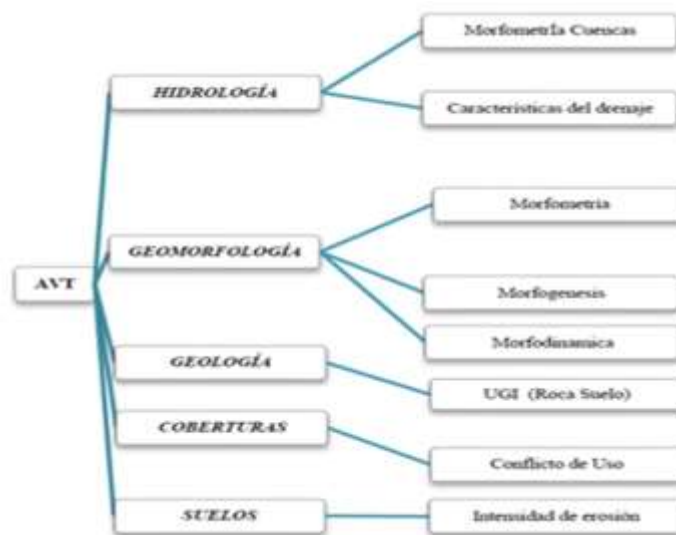 Morfometría Cuencas
HIDROLOGÍA
Caracteristicas del drenaje
Morfometria
GEOMORFOLOGÍA
AVT
Morfogenesis
Morfodinamica
GEOLOGÍA
UGI (Roca Suelo)
COBERTURAS
Conflicto de Uso
SUELOS
Intensidad de erosión